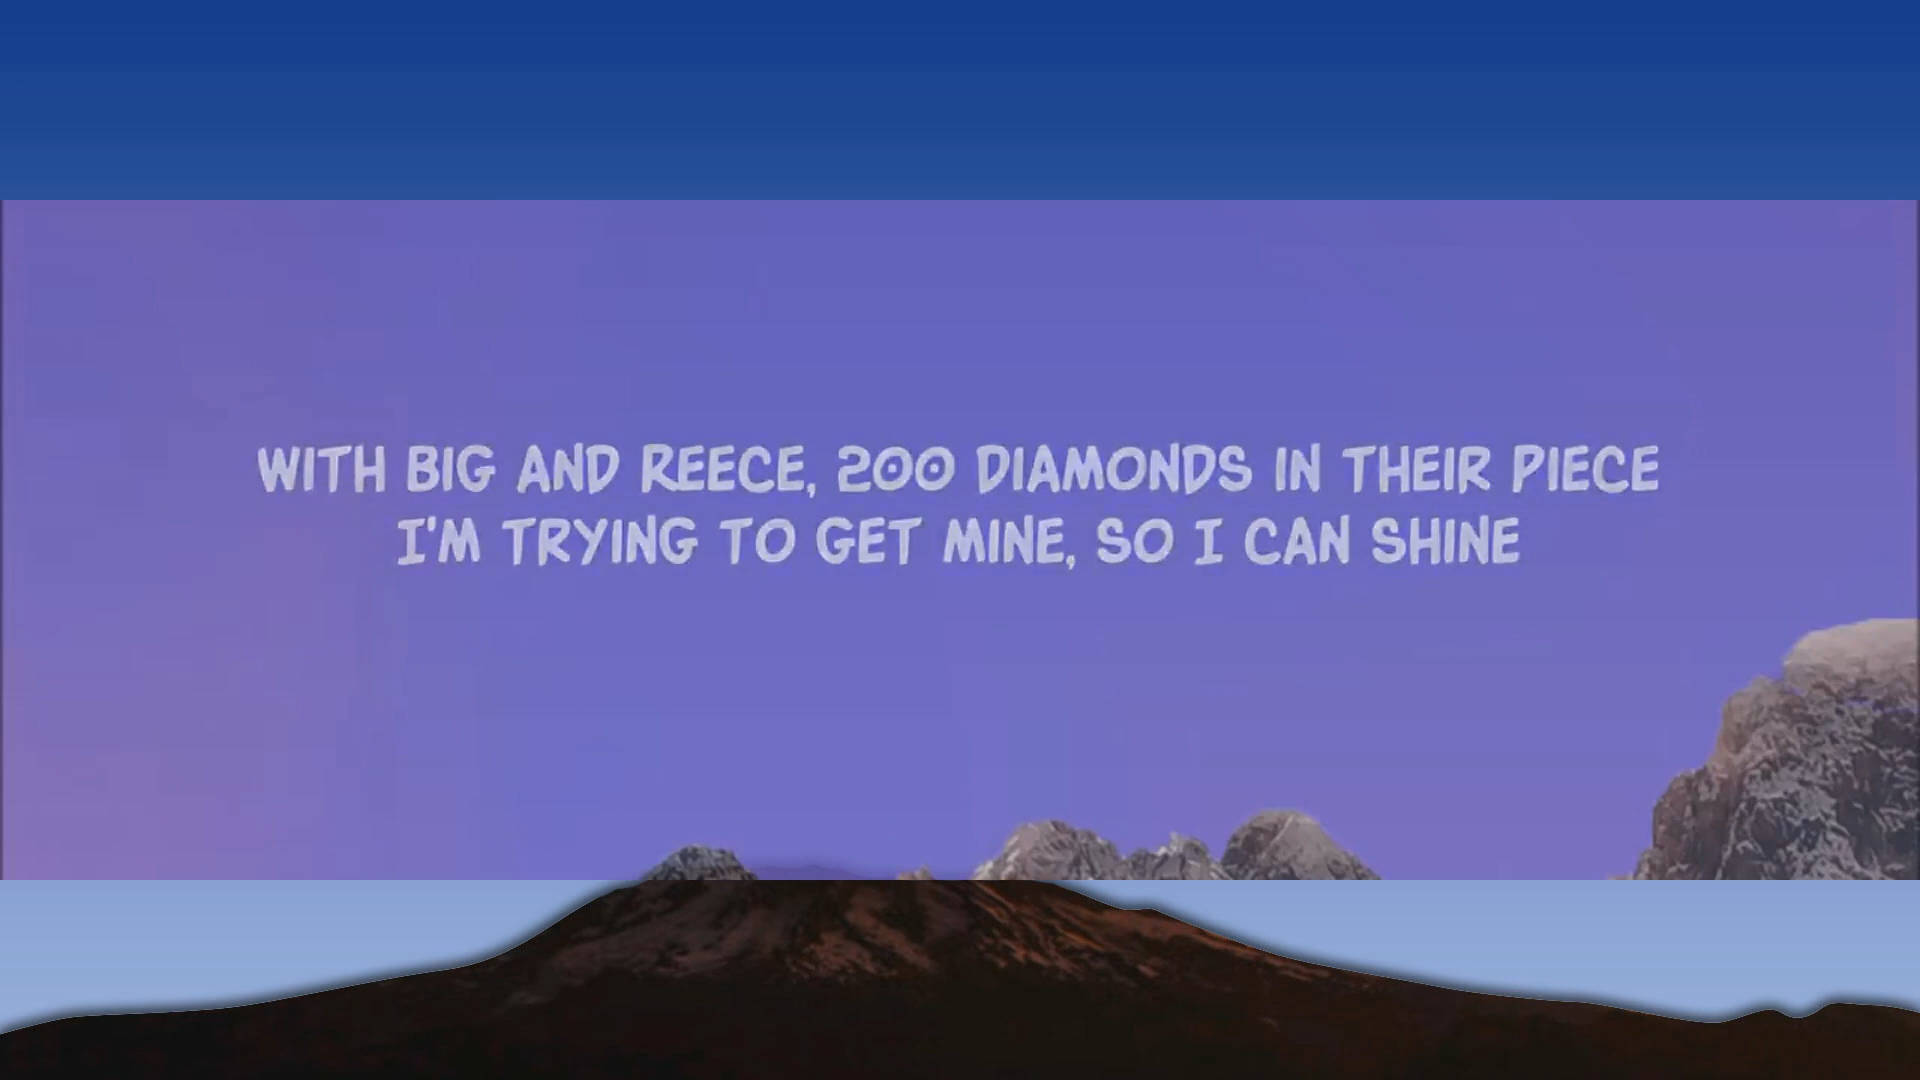 WITH BIG AND REECE, 200 DIAMONDS IN THEIR PIECE
I'M TRYING TO GET MINE, SO I CAN SHINE